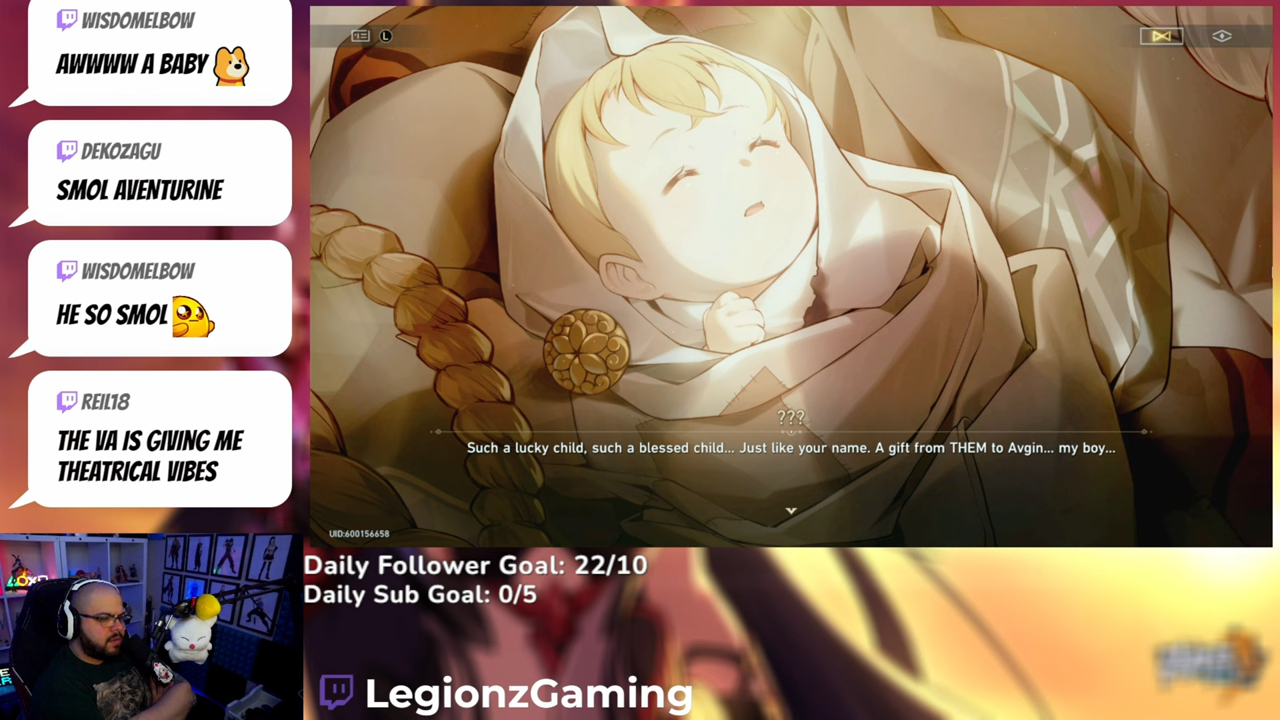 WISDOMELBOW
AWWWW A BABY
DEKOZAGU
SMOL AVENTURINE
WISDOMELBOW
HE SO SMOL
REIL18
THE VA IS GIVING ME
THEATRICAL VIBES
L
???
Such a lucky child, such a blessed child... Just like your name. A gift from THEM to Avgin... my boy...
UID:600156658
Daily Follower Goal: 22/10
Daily Sub Goal: 0/5
LegionzGaming